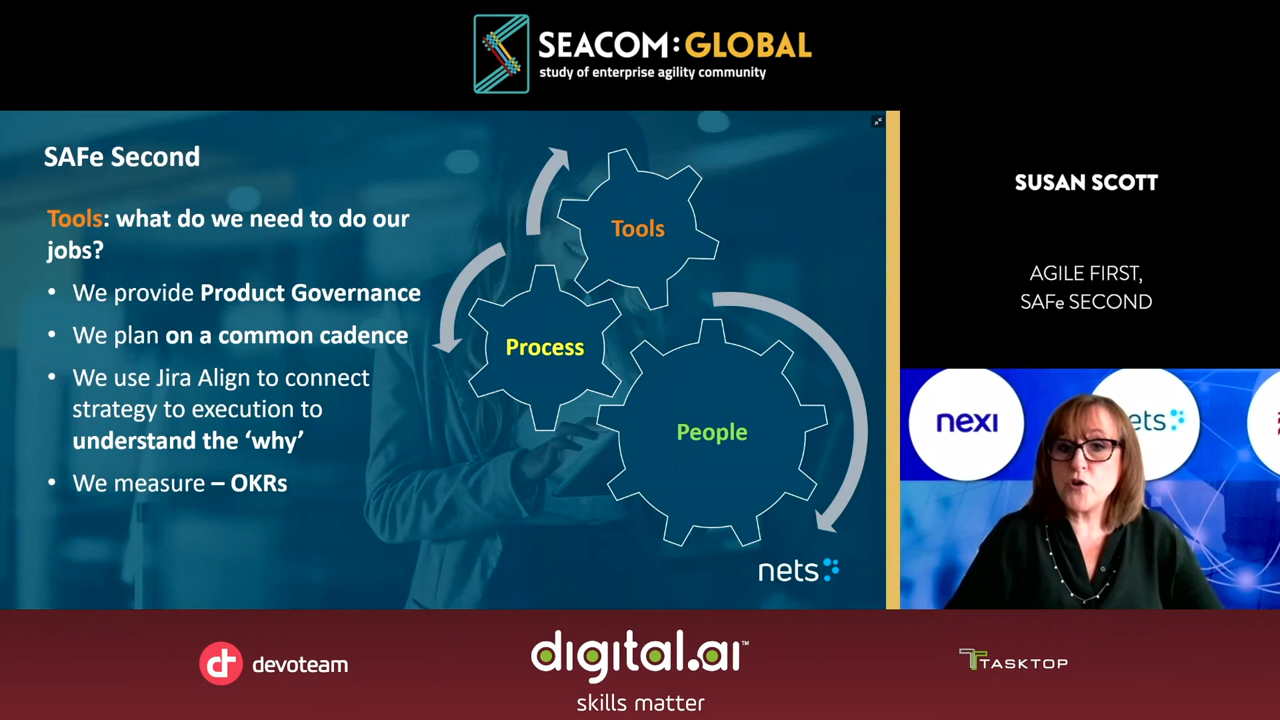 SEACOM:GLOBAL
study of enterprise agility community
SAFe Second
Tools: what do we need to do our
jobs?
• We provide Product Governance
• We plan on a common cadence
• We use Jira Align to connect
strategy to execution to
understand the ‘why’
• We measure – OKRs
Tools
Process
People
nets
SUSAN SCOTT
AGILE FIRST,
SAFe SECOND
nexi
ets
devoteam
digital.ai™
skills matter
TASKTOP